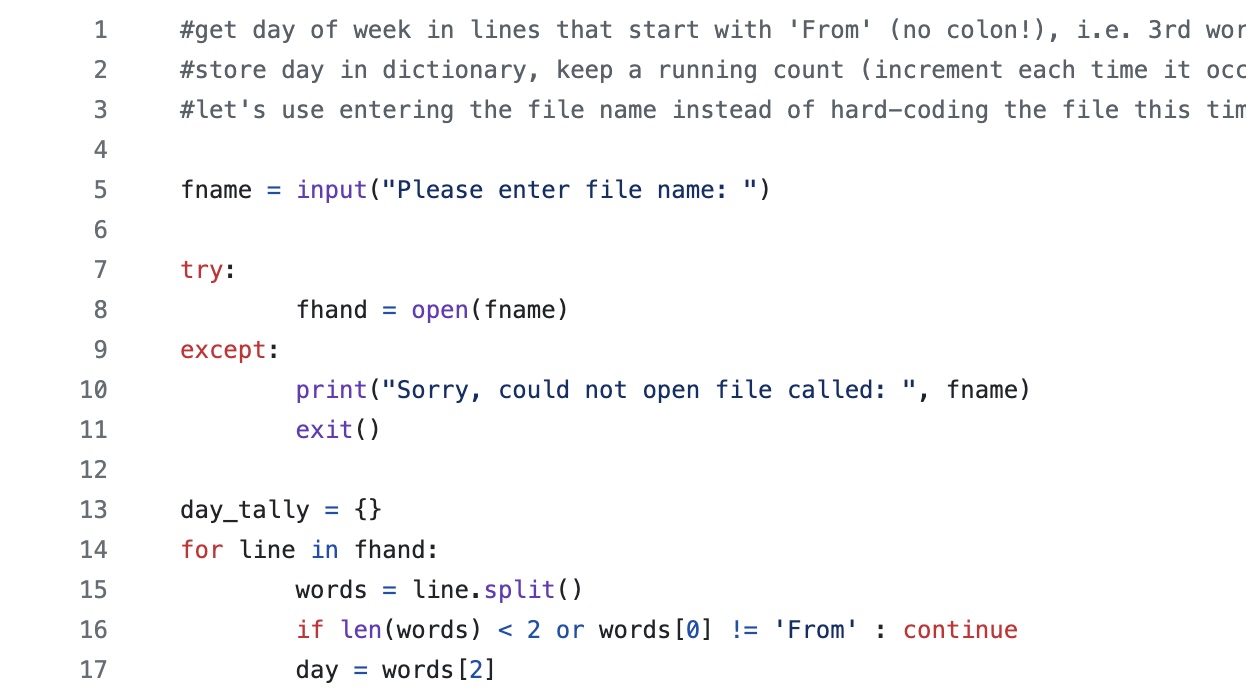 1 #get day of week in lines that start with 'From' (no colon!), i.e. 3rd
2 #store day in dictionary, keep a running count (increment each time it
3 #let's use entering the file name instead of hard-coding the file this
4
5 fname = input("Please enter file name: ")
6
7 try:
8         fhand = open(fname)
9 except:
10         print("Sorry, could not open file called: ", fname)
11         exit()
12
13 day_tally = {}
14 for line in fhand:
15         words = line.split()
16         if len(words) < 2 or words[0] != 'From' : continue
17         day = words[2]